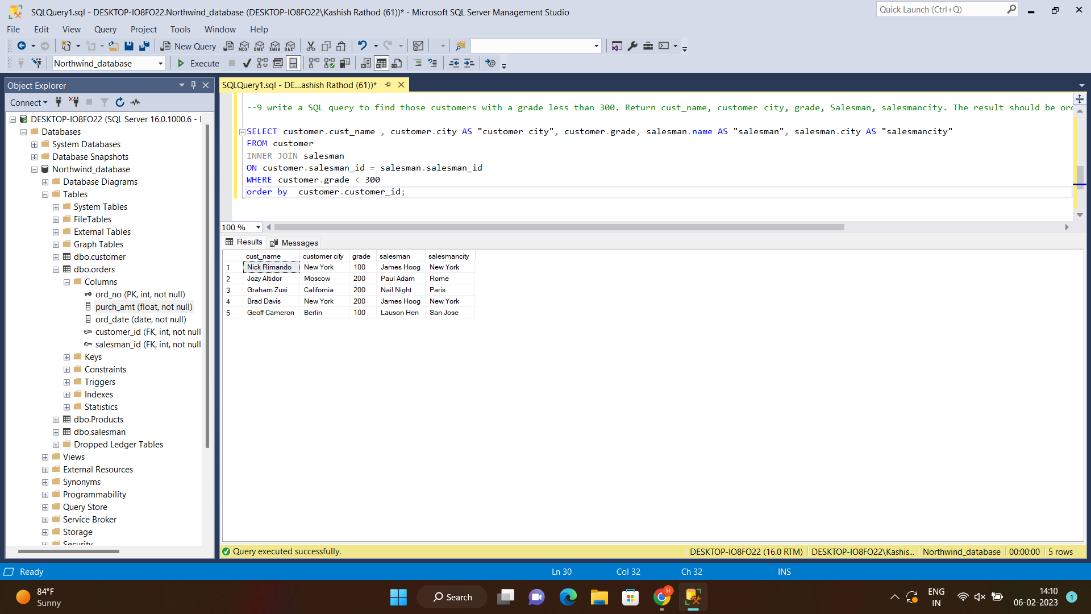 SQLQuery1.sql - DESKTOP-IO8FO22.Northwind_database (DESKTOP-IO8FO22\Kashish Rathod (61))* - Microsoft SQL Server Management Studio
Quick Launch (Ctrl+Q)
File Edit View Query Project Tools Window Help
New Query
Northwind_database
Execute
Object Explorer
SQLQuery1.sql - DE...ashish Rathod (61))*
Connect
DESKTOP-IO8FO22 (SQL Server 16.0.1000.6 -
Databases
System Databases
Database Snapshots
Northwind_database
Database Diagrams
Tables
System Tables
FileTables
External Tables
Graph Tables
dbo.customer
dbo.orders
Columns
ord_no (PK, int, not null)
purch_amt (float, not null)
ord_date (date, not null)
customer_id (FK, int, not null
salesman_id (FK, int, not null
Keys
Constraints
Triggers
Indexes
Statistics
dbo.Products
dbo.salesman
Dropped Ledger Tables
Views
External Resources
Synonyms
Programmability
Query Store
Service Broker
Storage
Security
--9 write a SQL query to find those customers with a grade less than 300. Return cust_name, customer city, grade, Salesman, salesmancity. The result should be or
SELECT customer.cust_name , customer.city AS "customer city", customer.grade, salesman.name AS "salesman", salesman.city AS "salesmancity"
FROM customer
INNER JOIN salesman
ON customer.salesman_id = salesman.salesman_id
WHERE customer.grade < 300
order by  customer.customer_id;
100 %
Results Messages
cust_name customer city grade salesman salesmancity
1 Nick Rimando New York 100 James Hoog New York
2 Jozy Altidor Moscow 200 Paul Adam Rome
3 Graham Zusi California 200 Nail Night Paris
4 Brad Davis New York 200 James Hoog New York
5 Geoff Cameron Berlin 100 Lauson Hen San Jose
Query executed successfully.
DESKTOP-IO8FO22 (16.0 RTM) DESKTOP-IO8FO22\Kashis... Northwind_database 00:00:00 5 rows
Ready
Ln 30 Col 32 Ch 32 INS
84°F
Sunny
Search
ENG
IN
14:10
06-02-2023
1